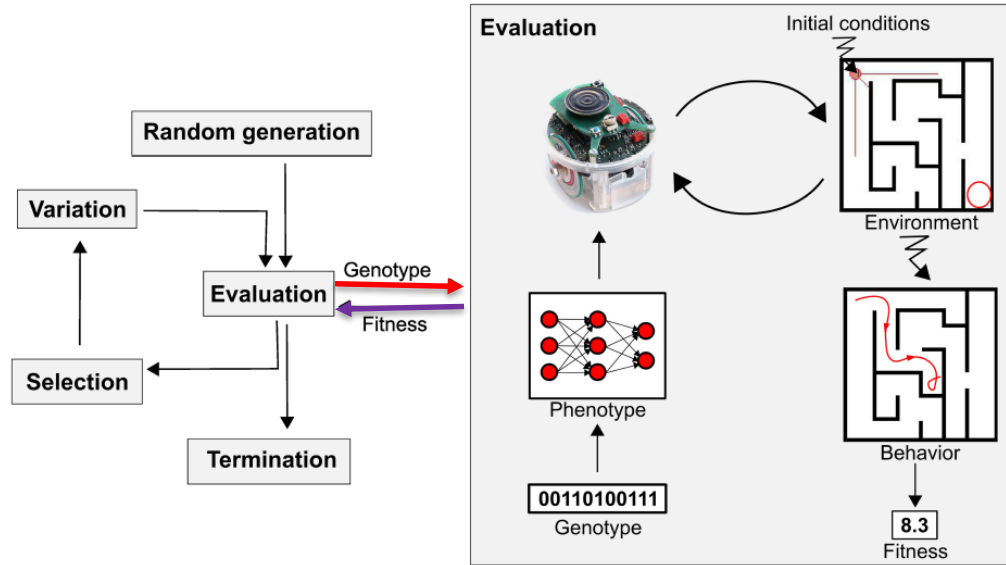 Random generation
Variation
Evaluation
Genotype
Fitness
Selection
Termination
Evaluation
Initial conditions
Environment
Phenotype
Behavior
00110100111
Genotype
8.3
Fitness